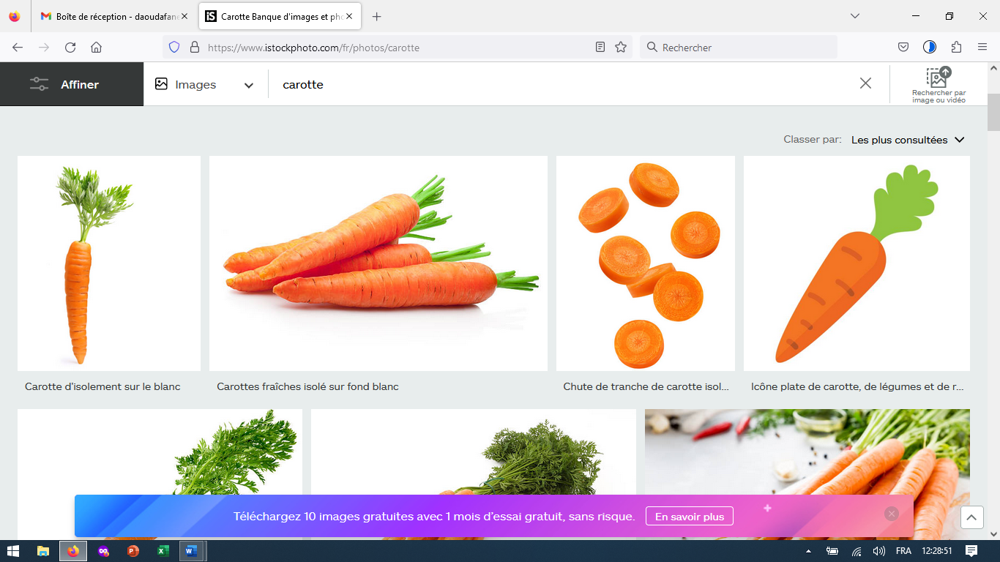 Boîte de réception - daoudafane
iS Carotte Banque d'images et pho
https://www.istockphoto.com/fr/photos/carotte
Rechercher
Affiner
Images
carotte
Rechercher par
image ou vidéo
Classer par: Les plus consultées
Carotte d'isolement sur le blanc
Carottes fraîches isolé sur fond blanc
Chute de tranche de carotte isol...
Icône plate de carotte, de légumes et de r...
Téléchargez 10 images gratuites avec 1 mois d'essai gratuit, sans risque.
En savoir plus
FRA
12:28:51